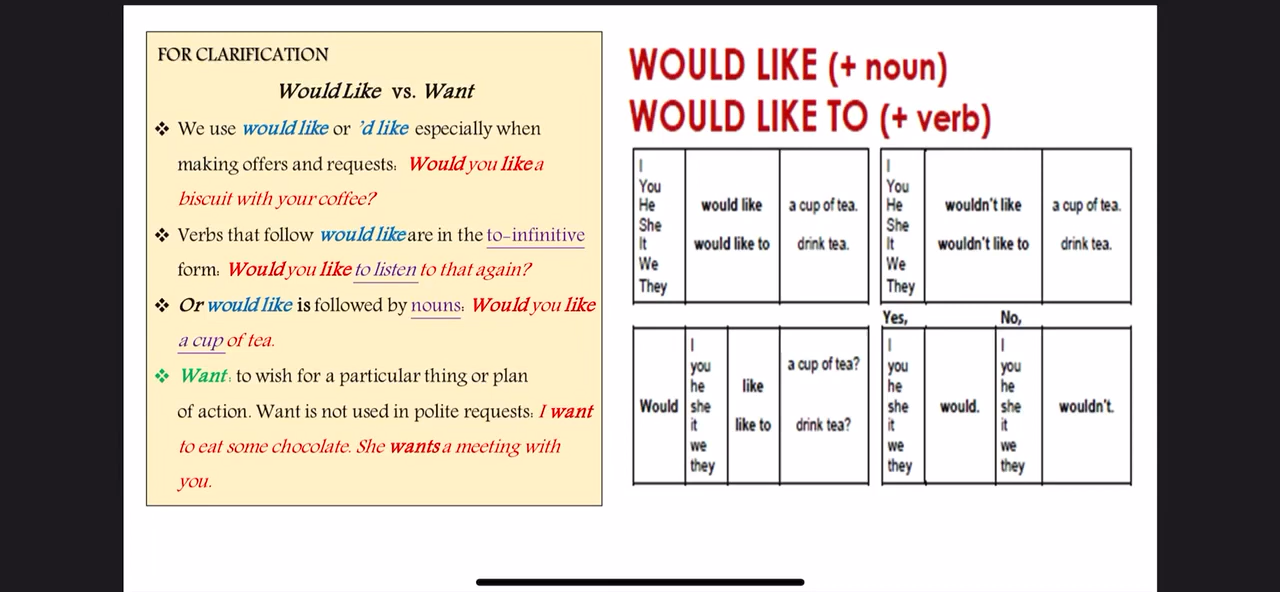 FOR CLARIFICATION
Would Like vs. Want
❖ We use would like or 'd like especially when
making offers and requests: Would you like a
biscuit with your coffee?
❖ Verbs that follow would like are in the to-infinitive
form: Would you like to listen to that again?
❖ Or would like is followed by nouns: Would you like
a cup of tea.
❖ Want: to wish for a particular thing or plan
of action. Want is not used in polite requests: I want
to eat some chocolate. She wants a meeting with
you.
WOULD LIKE (+ noun)
WOULD LIKE TO (+ verb)
I
You
He
She
It
We
They
would like
would like to
a cup of tea.
drink tea.
I
You
He
She
It
We
They
wouldn't like
wouldn't like to
a cup of tea.
drink tea.
Would
I
you
he
she
it
we
they
like
like to
a cup of tea?
drink tea?
Yes,
I
you
he
she
it
we
they
would.
No,
I
you
he
she
it
we
they
wouldn't.